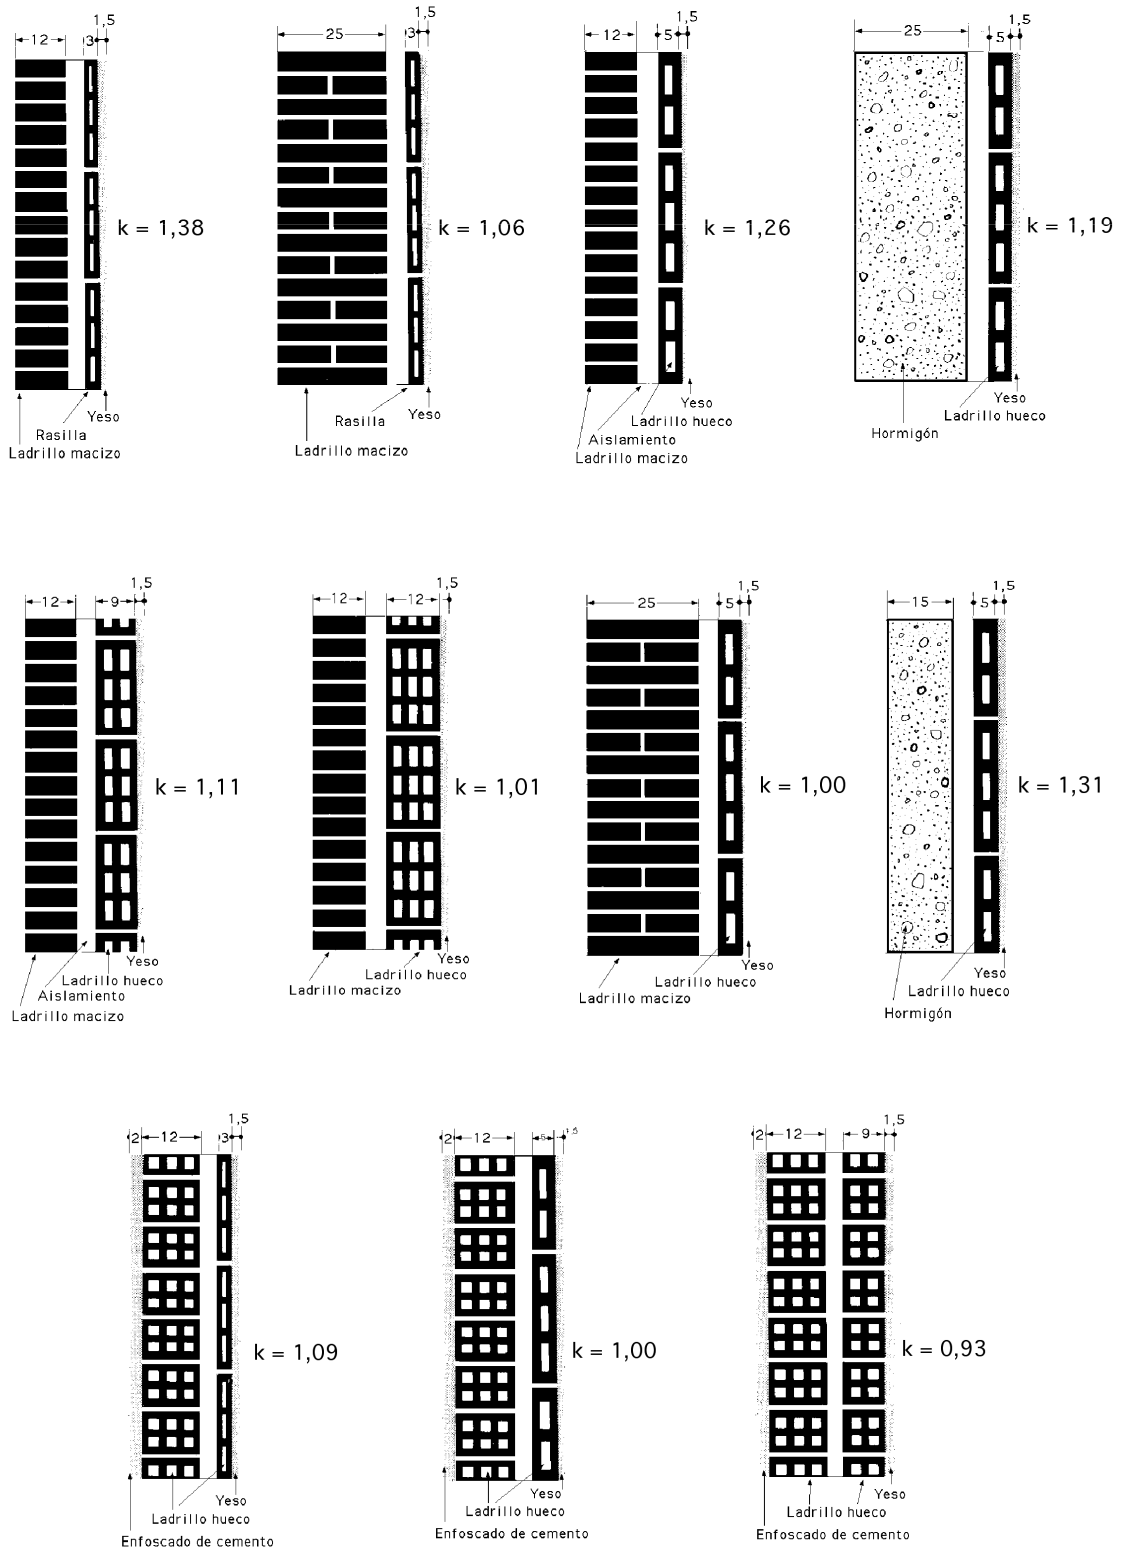 1,5
12
3
k = 1,38
Yeso
Rasilla
Ladrillo macizo
1,5
25
3
k = 1,06
Yeso
Rasilla
Ladrillo macizo
1,5
12
5
k = 1,26
Yeso
Ladrillo hueco
Aislamiento
Ladrillo macizo
1,5
25
5
k = 1,19
Yeso
Ladrillo hueco
Hormigón
1,5
12
9
k = 1,11
Yeso
Ladrillo hueco
Aislamiento
Ladrillo macizo
1,5
12
12
k = 1,01
Yeso
Ladrillo hueco
Ladrillo macizo
1,5
25
5
k = 1,00
Yeso
Ladrillo hueco
Ladrillo macizo
1,5
15
5
k = 1,31
Yeso
Ladrillo hueco
Hormigón
1,5
2
12
3
k = 1,09
Yeso
Ladrillo hueco
Enfoscado de cemento
1,5
2
12
5
k = 1,00
Yeso
Ladrillo hueco
Enfoscado de cemento
1,5
2
12
9
k = 0,93
Yeso
Ladrillo hueco
Enfoscado de cemento